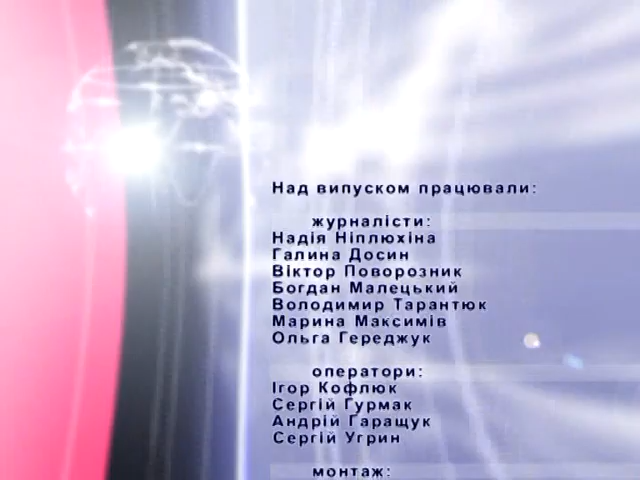 Над випуском працювали:
журналісти:
Надія Ніплюхіна
Галина Досин
Віктор Поворозник
Богдан Малецький
Володимир Тарантюк
Марина Максимів
Ольга Гереджук
оператори:
Ігор Кофлюк
Сергій Гурмак
Андрій Гаращук
Сергій Угрин
монтаж: